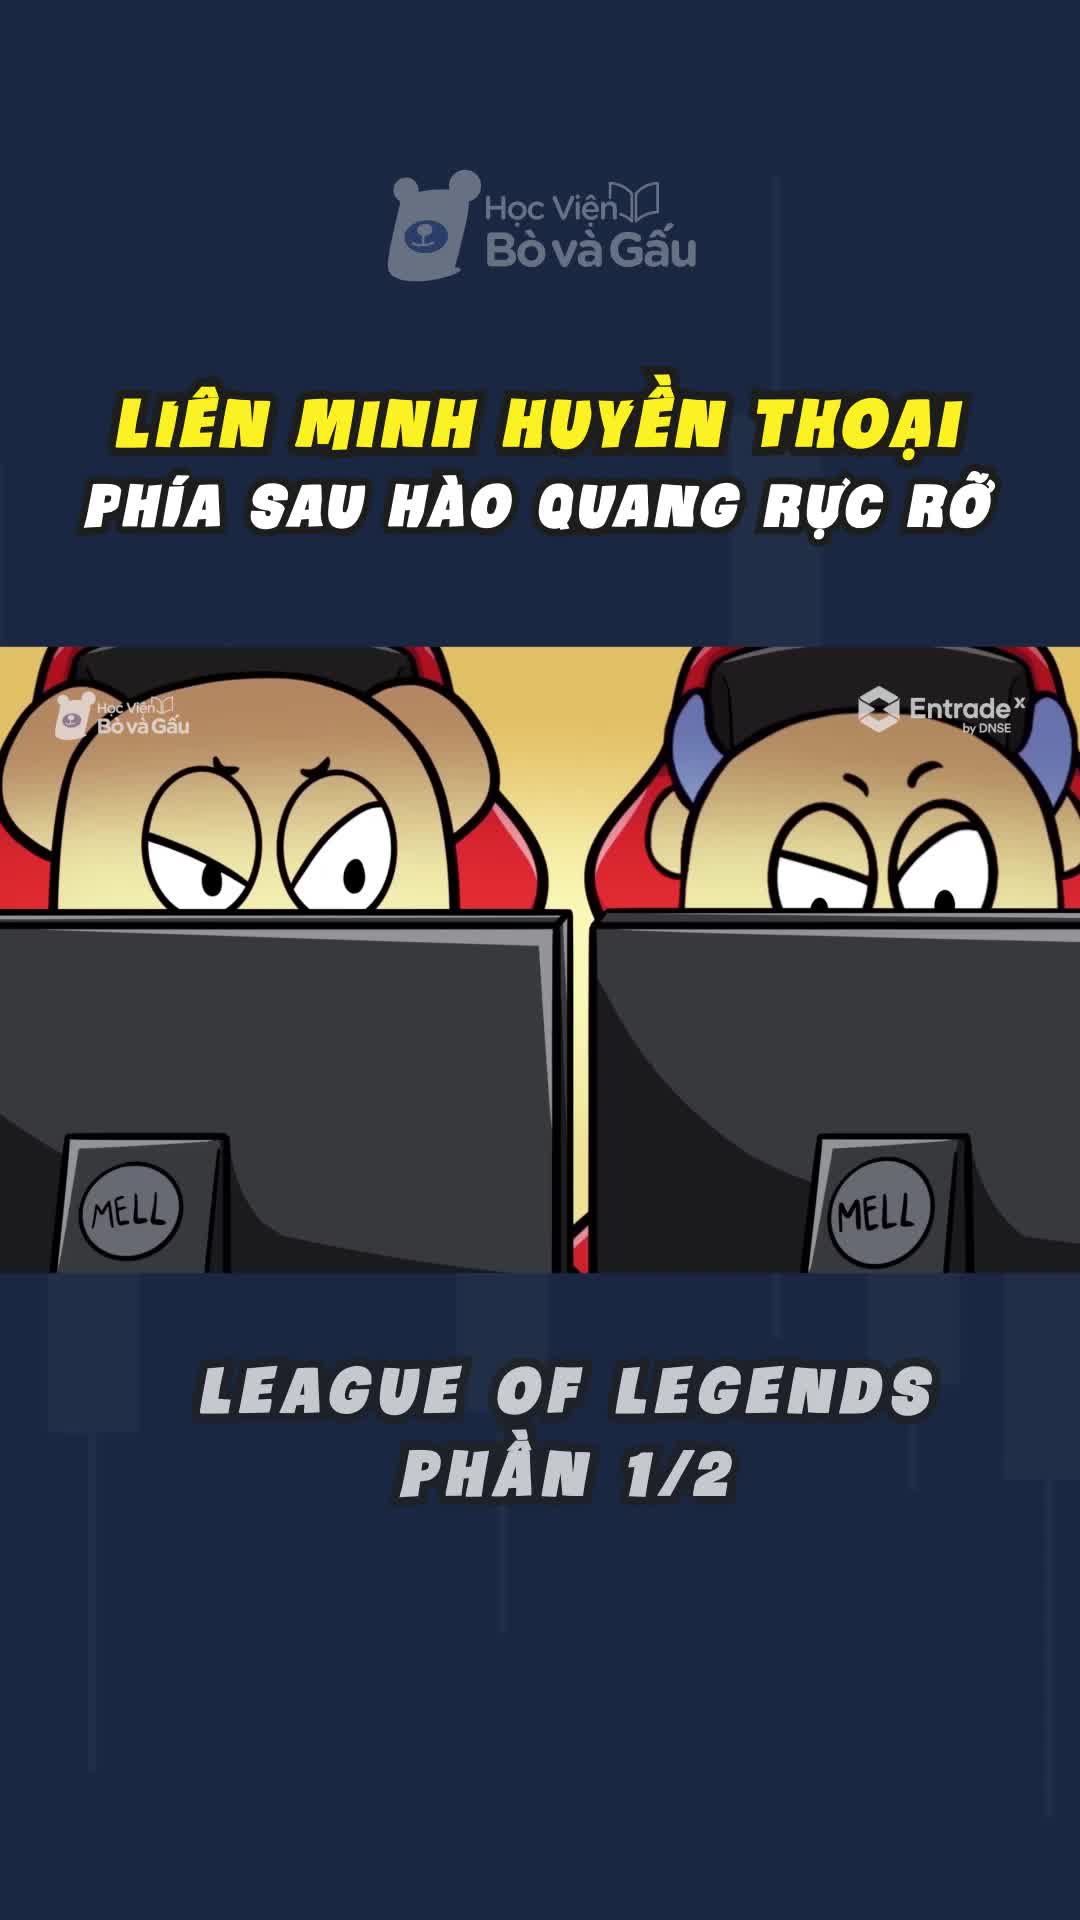 Học Viện
Bò và Gấu
LIÊN MINH HUYỀN THOẠI
PHÍA SAU HÀO QUANG RỰC RỠ
Học Viện
Bò và Gấu
Entrade X
by DNSE
MELL
MELL
LEAGUE OF LEGENDS
PHẦN 1/2